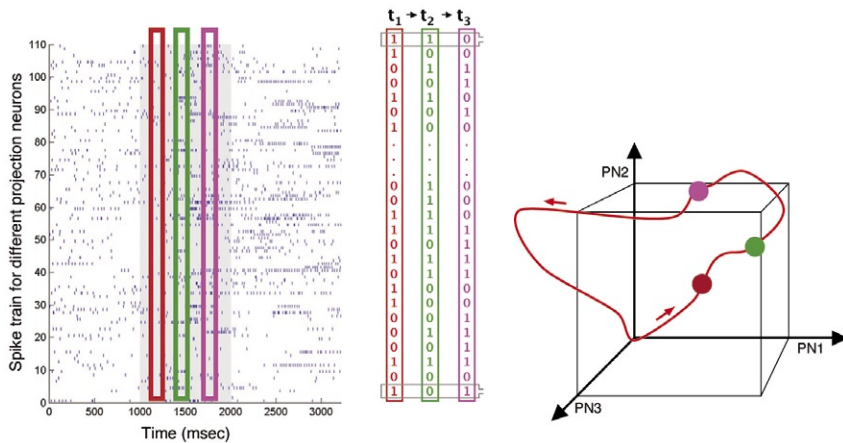 t1 → t2 → t3
110
100
90
80
70
60
50
40
30
20
10
0
Spike train for different projection neurons
0 500 1000 1500 2000 2500 3000
Time (msec)
1 1 0
1 0 0
0 1 1
0 0 1
1 1 1
0 1 0
1 0 0
. . .
. . .
. . .
0 1 1
0 0 0
1 1 1
1 1 1
0 0 1
1 1 1
0 1 1
1 0 0
1 0 0
0 0 1
0 1 1
0 0 1
1 1 0
0 0 0
1 0 1
PN2
PN1
PN3